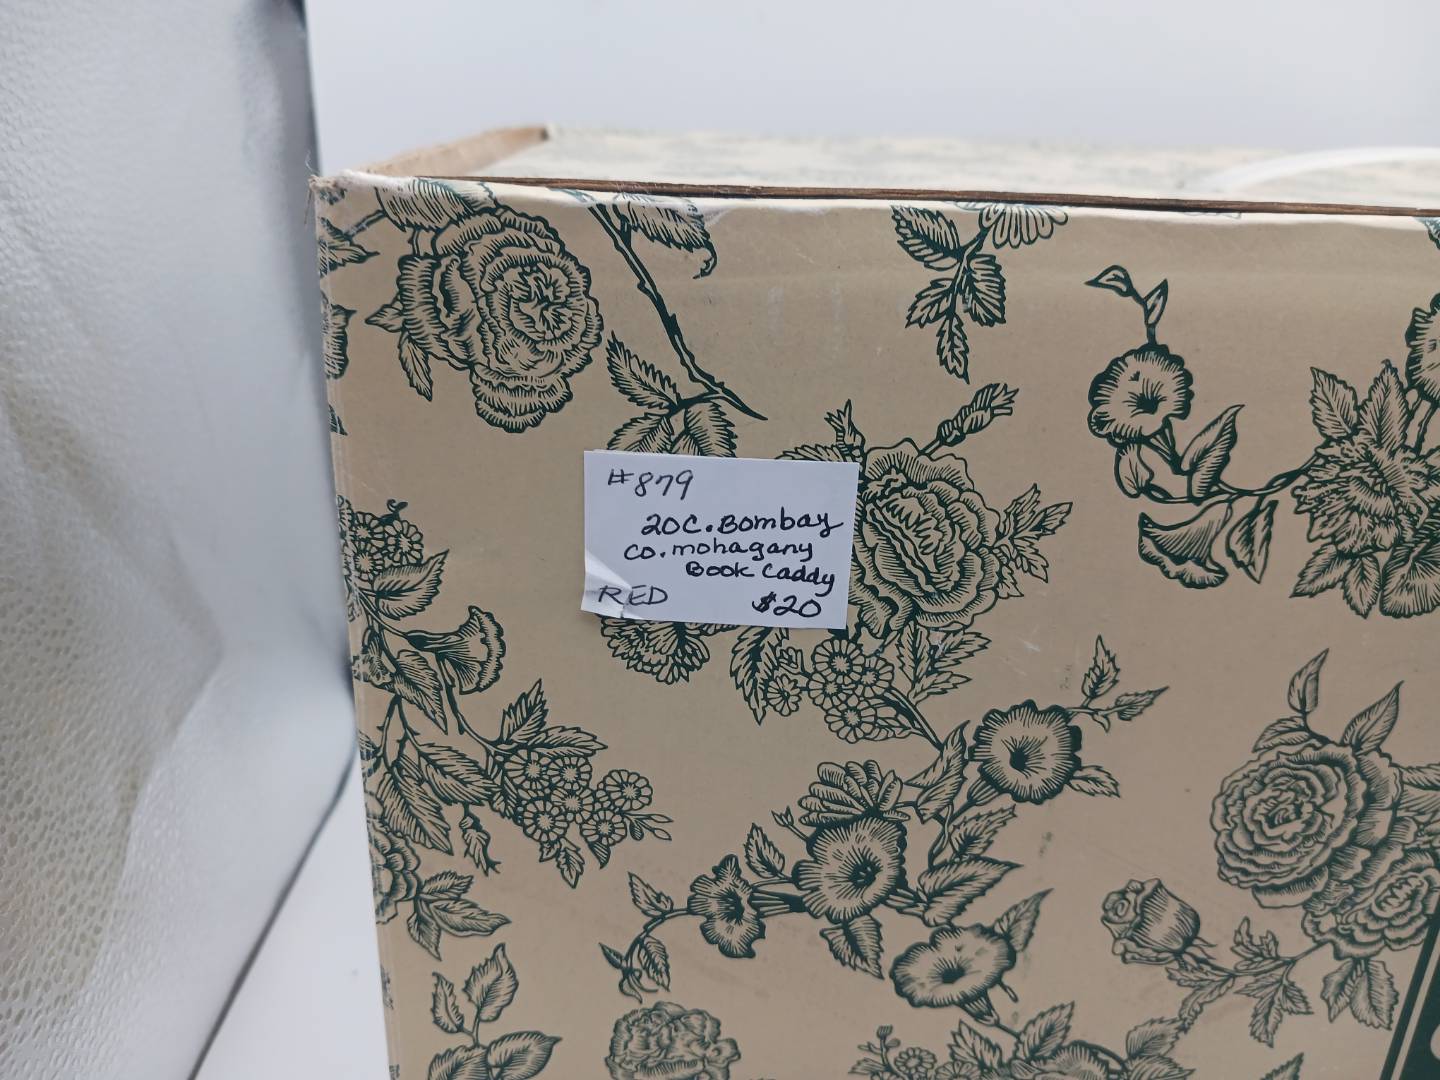 #879
20C. Bombay
Co. mohagany
Book Caddy
RED $20